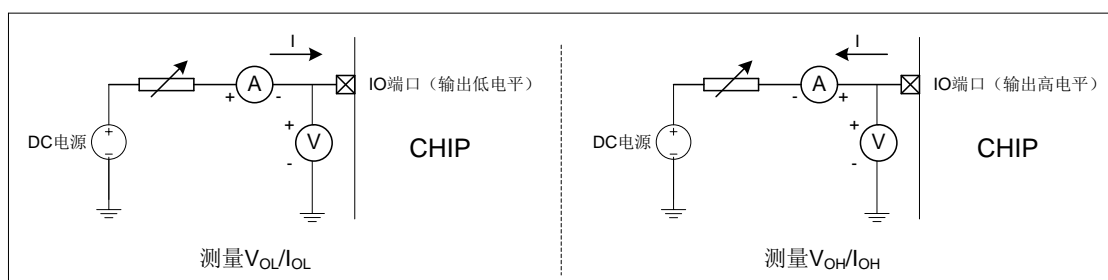 I
A
+ -
IO端口（输出低电平）
DC电源
+
-
+
V
-
CHIP
测量VOL/IOL
I
A
- +
IO端口（输出高电平）
DC电源
+
-
+
V
-
CHIP
测量VOH/IOH